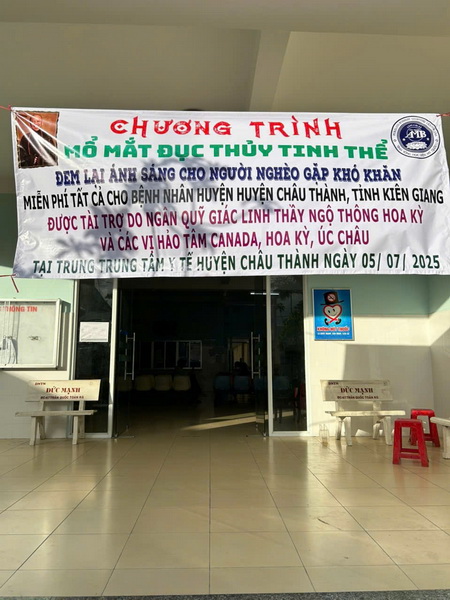 CHƯƠNG TRÌNH
MỔ MẮT ĐỤC THỦY TINH THỂ
ĐEM LẠI ÁNH SÁNG CHO NGƯỜI NGHÈO GẶP KHÓ KHĂN
MIỄN PHÍ TẤT CẢ CHO BỆNH NHÂN HUYỆN HUYỆN CHÂU THÀNH, TỈNH KIÊN GIANG
ĐƯỢC TÀI TRỢ DO NGÂN QUỸ GIÁC LINH THẦY NGỘ THÔNG HOA KỲ
VÀ CÁC VỊ HẢO TÂM CANADA, HOA KỲ, ÚC CHÂU
TẠI TRUNG TRUNG TÂM Y TẾ HUYỆN CHÂU THÀNH NGÀY 05/ 07/ 2025
AMB
THÔNG TIN
ĐỨC MẠNH
ĐỨC MẠNH